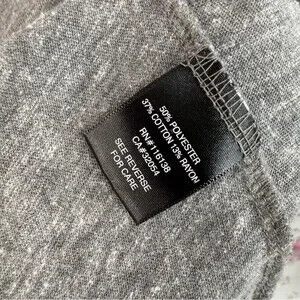 50% POLYESTER
37% COTTON 13% RAYON
RN#116138
CA#32054
SEE REVERSE
FOR CARE